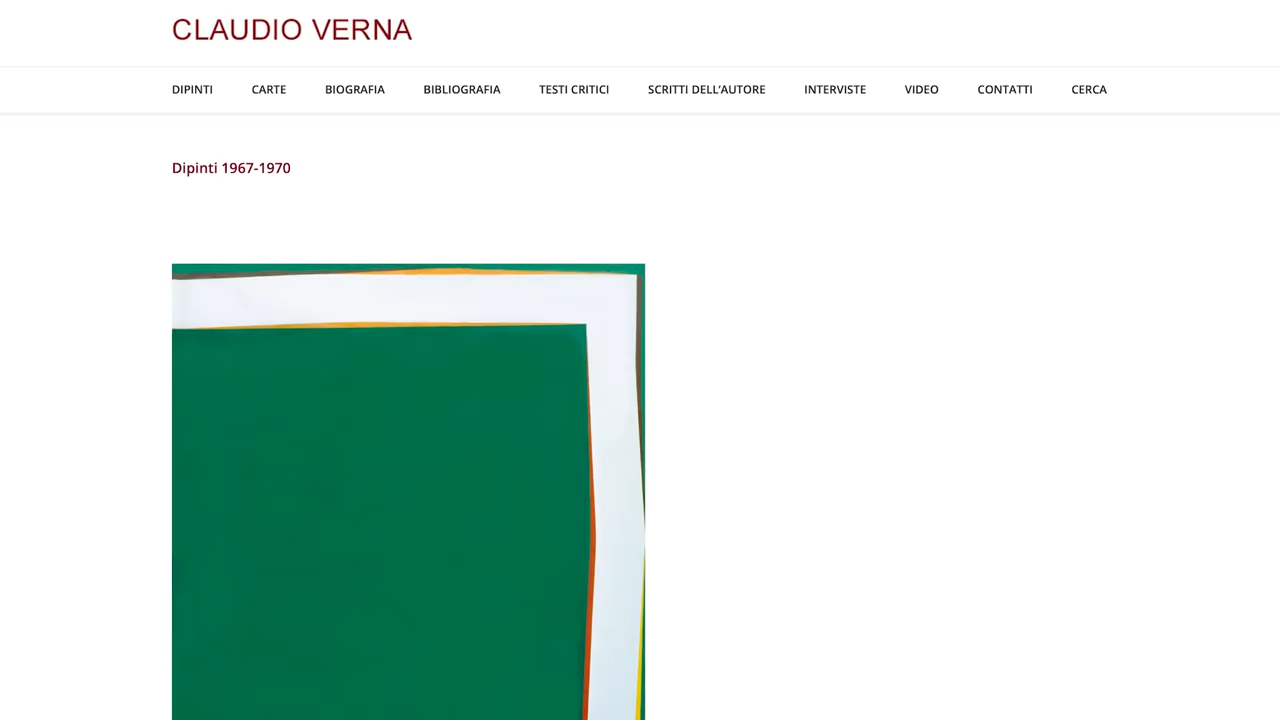 CLAUDIO VERNA
DIPINTI CARTE BIOGRAFIA BIBLIOGRAFIA TESTI CRITICI SCRITTI DELL’AUTORE INTERVISTE VIDEO CONTATTI CERCA
Dipinti 1967-1970